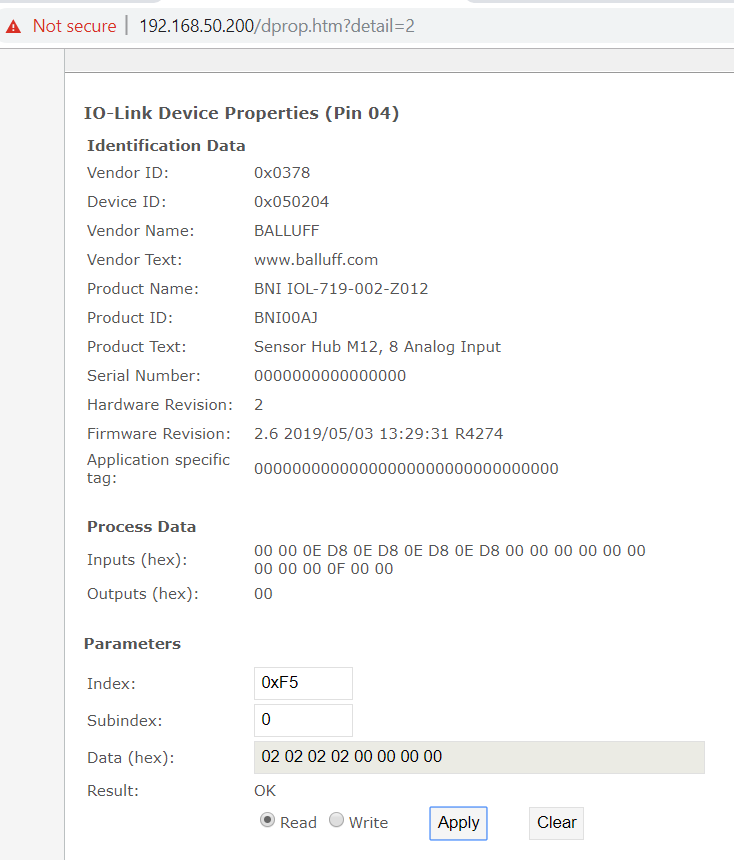 Not secure | 192.168.50.200/dprop.htm?detail=2
IO-Link Device Properties (Pin 04)
Identification Data
Vendor ID: 0x0378
Device ID: 0x050204
Vendor Name: BALLUFF
Vendor Text: www.balluff.com
Product Name: BNI IOL-719-002-Z012
Product ID: BNI00AJ
Product Text: Sensor Hub M12, 8 Analog Input
Serial Number: 0000000000000000
Hardware Revision: 2
Firmware Revision: 2.6 2019/05/03 13:29:31 R4274
Application specific
tag: 00000000000000000000000000000000
Process Data
Inputs (hex): 00 00 0E D8 0E D8 0E D8 0E D8 00 00 00 00 00 00
00 00 00 0F 00 00
Outputs (hex): 00
Parameters
Index: 0xF5
Subindex: 0
Data (hex): 02 02 02 02 00 00 00 00
Result: OK
Read Write Apply Clear